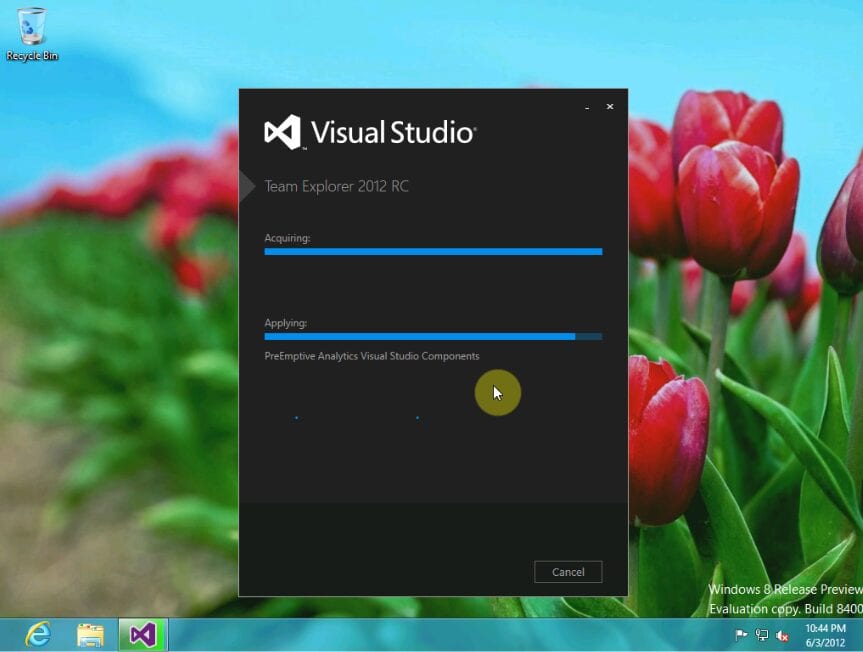 Recycle Bin
Visual Studio®
™
Team Explorer 2012 RC
Acquiring:
Applying:
PreEmptive Analytics Visual Studio Components
Cancel
Windows 8 Release Preview
Evaluation copy. Build 8400
10:44 PM
6/3/2012